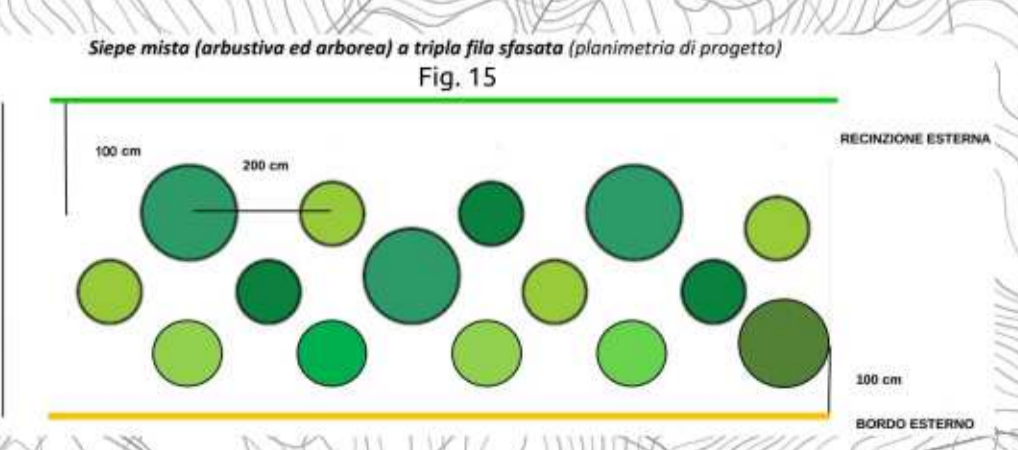 Siepe mista (arbustiva ed arborea) a tripla fila sfasata (planimetria di progetto)
Fig. 15
RECINZIONE ESTERNA
100 cm
200 cm
100 cm
BORDO ESTERNO